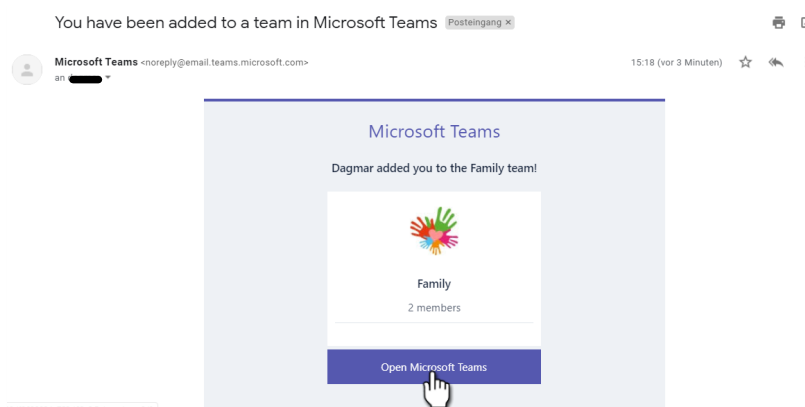 You have been added to a team in Microsoft Teams Posteingang ×
Microsoft Teams <noreply@email.teams.microsoft.com> 15:18 (vor 3 Minuten)
an
Microsoft Teams
Dagmar added you to the Family team!
Family
2 members
Open Microsoft Teams